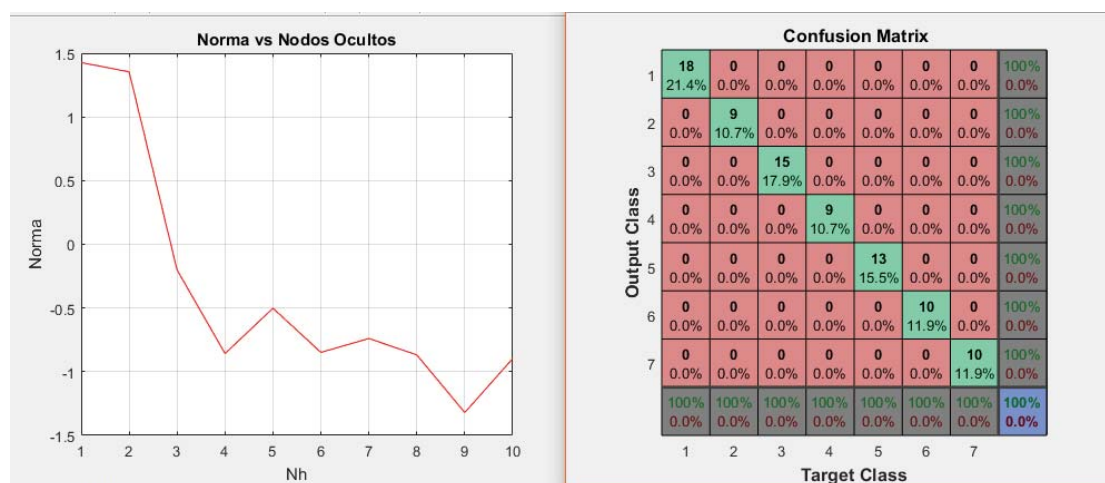 Norma vs Nodos Ocultos
1.5
1
0.5
0
-0.5
-1
-1.5
Norma
1 2 3 4 5 6 7 8 9 10
Nh
Confusion Matrix
Output Class
1 18 0 0 0 0 0 0 100%
21.4% 0.0% 0.0% 0.0% 0.0% 0.0% 0.0% 0.0%
2 0 9 0 0 0 0 0 100%
0.0% 10.7% 0.0% 0.0% 0.0% 0.0% 0.0% 0.0%
3 0 0 15 0 0 0 0 100%
0.0% 0.0% 17.9% 0.0% 0.0% 0.0% 0.0% 0.0%
4 0 0 0 9 0 0 0 100%
0.0% 0.0% 0.0% 10.7% 0.0% 0.0% 0.0% 0.0%
5 0 0 0 0 13 0 0 100%
0.0% 0.0% 0.0% 0.0% 15.5% 0.0% 0.0% 0.0%
6 0 0 0 0 0 10 0 100%
0.0% 0.0% 0.0% 0.0% 0.0% 11.9% 0.0% 0.0%
7 0 0 0 0 0 0 10 100%
0.0% 0.0% 0.0% 0.0% 0.0% 0.0% 11.9% 0.0%
100% 100% 100% 100% 100% 100% 100% 100%
0.0% 0.0% 0.0% 0.0% 0.0% 0.0% 0.0% 0.0%
1 2 3 4 5 6 7
Target Class